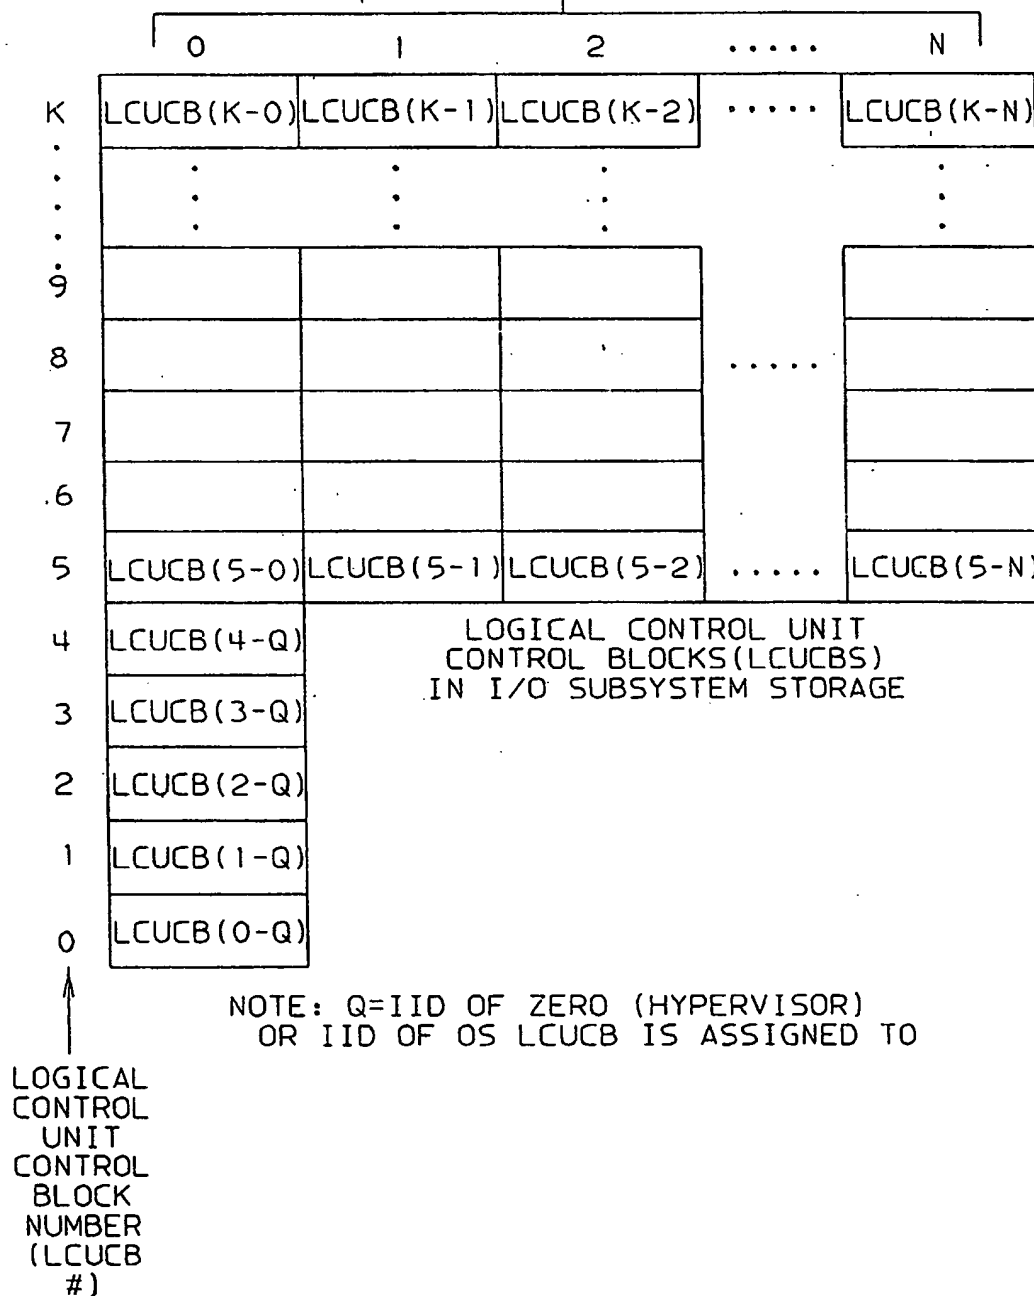 0 1 2 ..... N
K LCUCB(K-0) LCUCB(K-1) LCUCB(K-2) ..... LCUCB(K-N)
9
8 .....
7
6
5 LCUCB(5-0) LCUCB(5-1) LCUCB(5-2) ..... LCUCB(5-N)
4 LCUCB(4-Q)
3 LCUCB(3-Q)
2 LCUCB(2-Q)
1 LCUCB(1-Q)
0 LCUCB(0-Q)
LOGICAL CONTROL UNIT
CONTROL BLOCKS(LCUCBS)
IN I/O SUBSYSTEM STORAGE
NOTE: Q=IID OF ZERO (HYPERVISOR)
OR IID OF OS LCUCB IS ASSIGNED TO
LOGICAL
CONTROL
UNIT
CONTROL
BLOCK
NUMBER
(LCUCB
#)